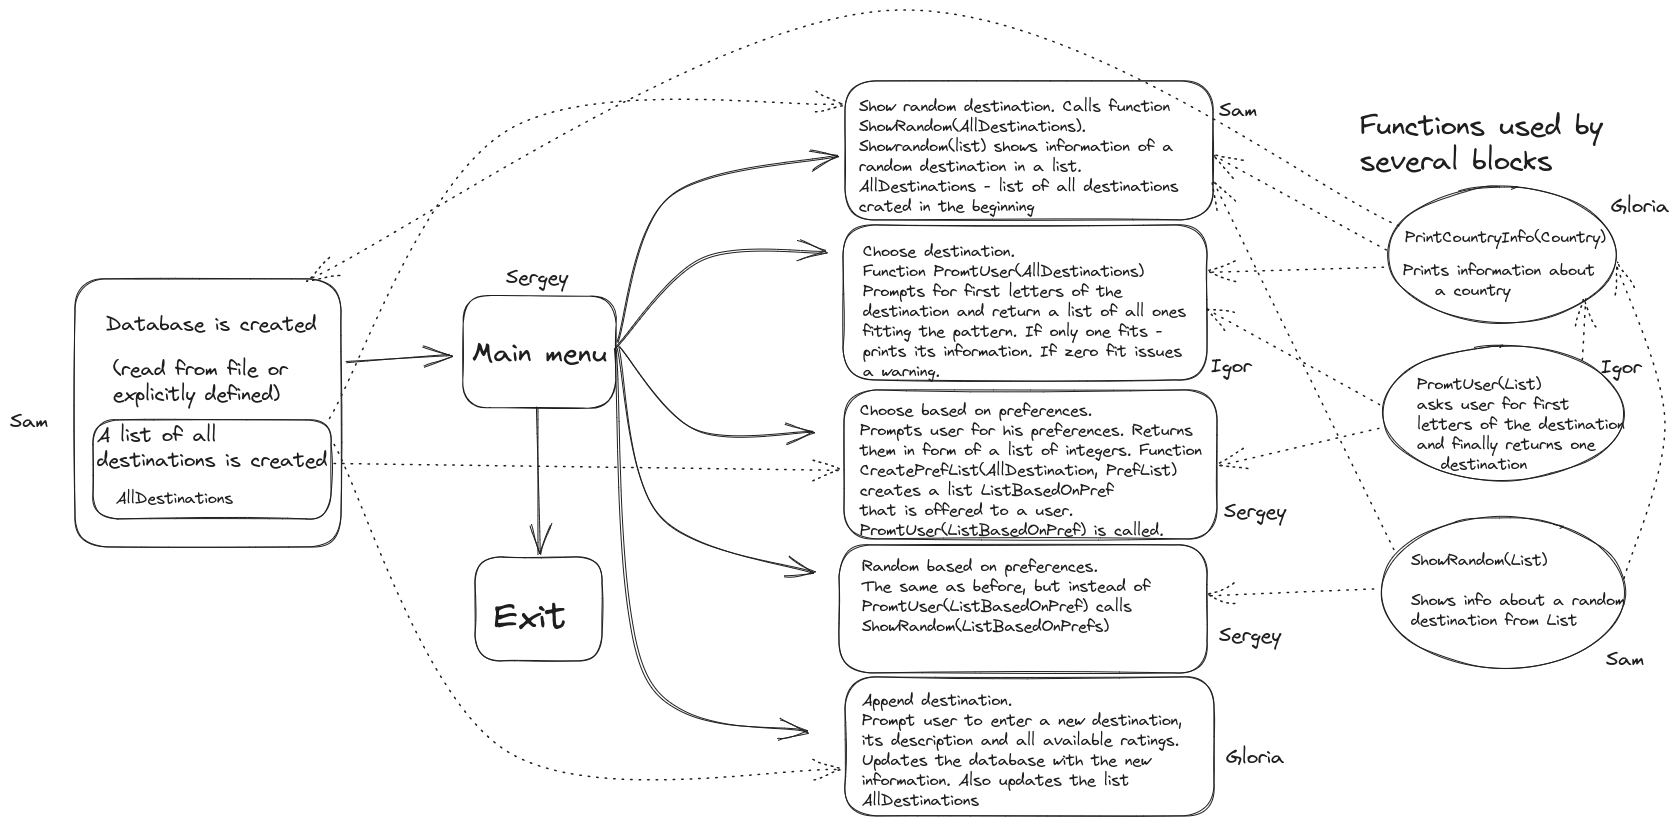 Sam
Database is created
(read from file or
explicitly defined)
A list of all
destinations is created
AllDestinations
Sergey
Main menu
Exit
Show random destination. Calls function
ShowRandom(AllDestinations).
Showrandom(list) shows information of a
random destination in a list.
AllDestinations - list of all destinations
crated in the beginning
Sam
Choose destination.
Function PromtUser(AllDestinations)
Prompts for first letters of the
destination and return a list of all ones
fitting the pattern. If only one fits -
prints its information. If zero fit issues
a warning.
Igor
Choose based on preferences.
Prompts user for his preferences. Returns
them in form of a list of integers. Function
CreatePrefList(AllDestination, PrefList)
creates a list ListBasedOnPref
that is offered to a user.
PromtUser(ListBasedOnPref) is called.
Sergey
Random based on preferences.
The same as before, but instead of
PromtUser(ListBasedOnPref) calls
ShowRandom(ListBasedOnPrefs)
Sergey
Append destination.
Prompt user to enter a new destination,
its description and all available ratings.
Updates the database with the new
information. Also updates the list
AllDestinations
Gloria
Functions used by
several blocks
Gloria
PrintCountryInfo(Country)
Prints information about
a country
Igor
PromtUser(List)
asks user for first
letters of the destination
and finally returns one
destination
ShowRandom(List)
Shows info about a random
destination from List
Sam